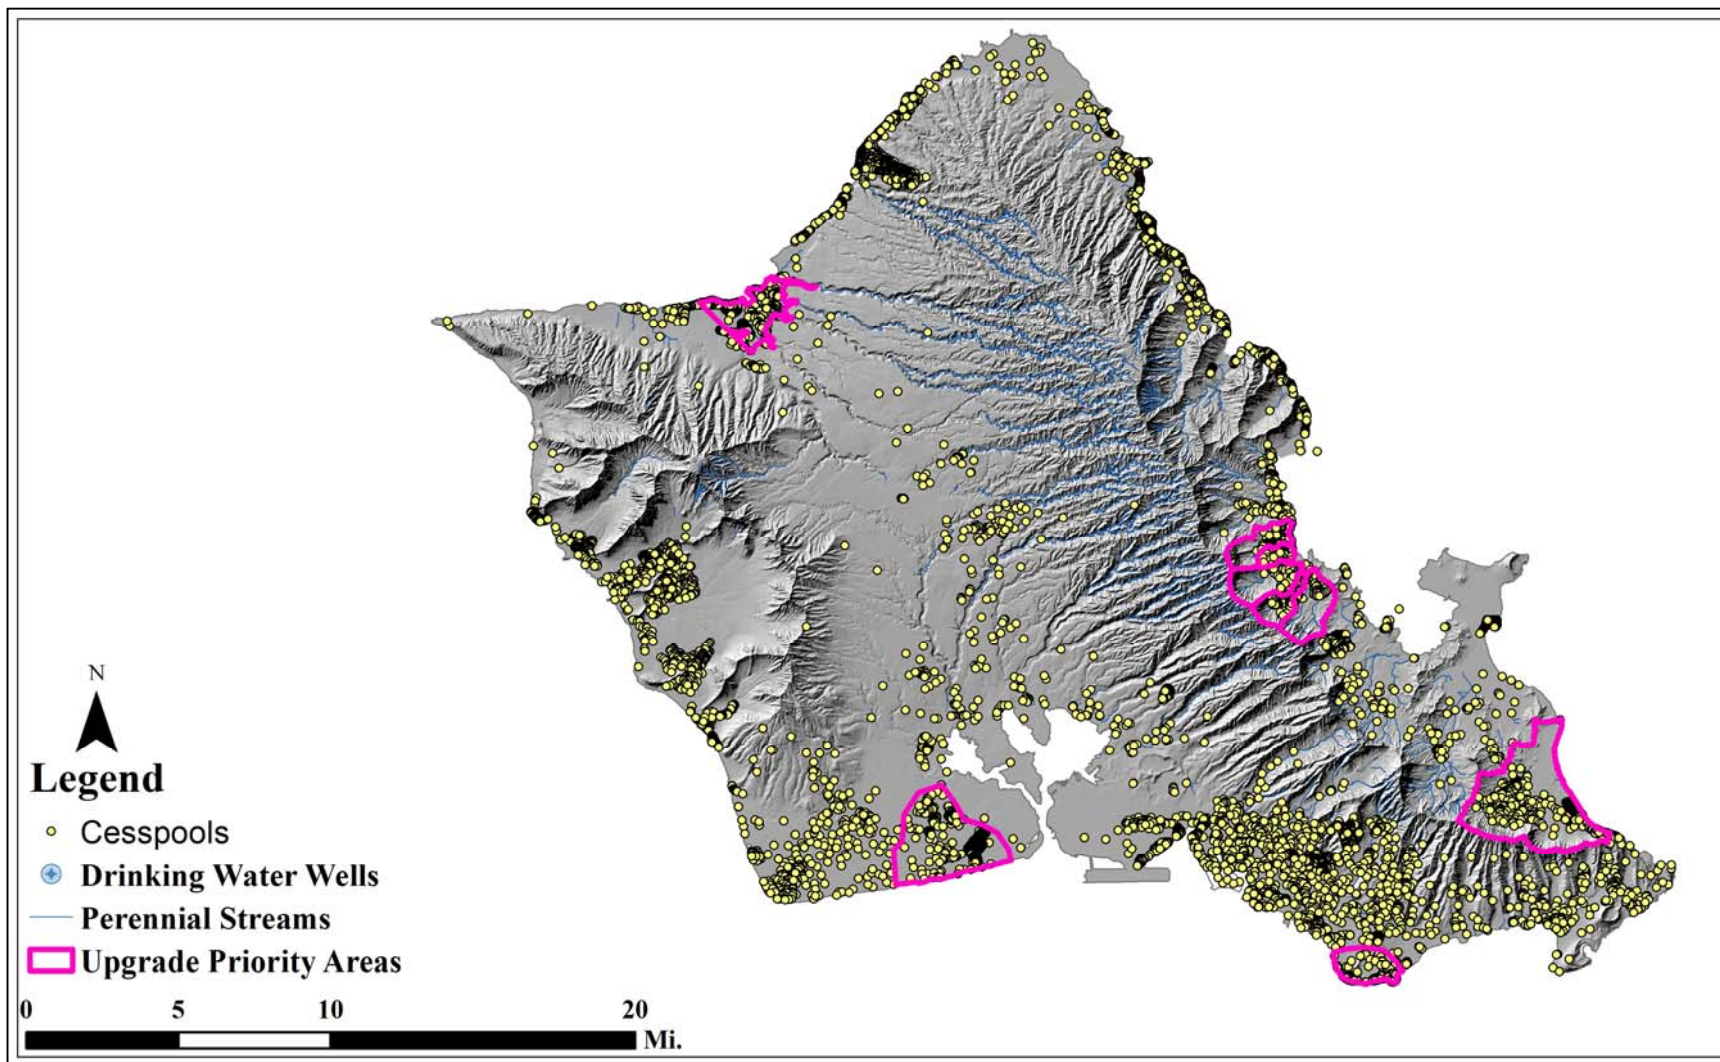 N
Legend
Cesspools
Drinking Water Wells
Perennial Streams
Upgrade Priority Areas
0 5 10 20
Mi.